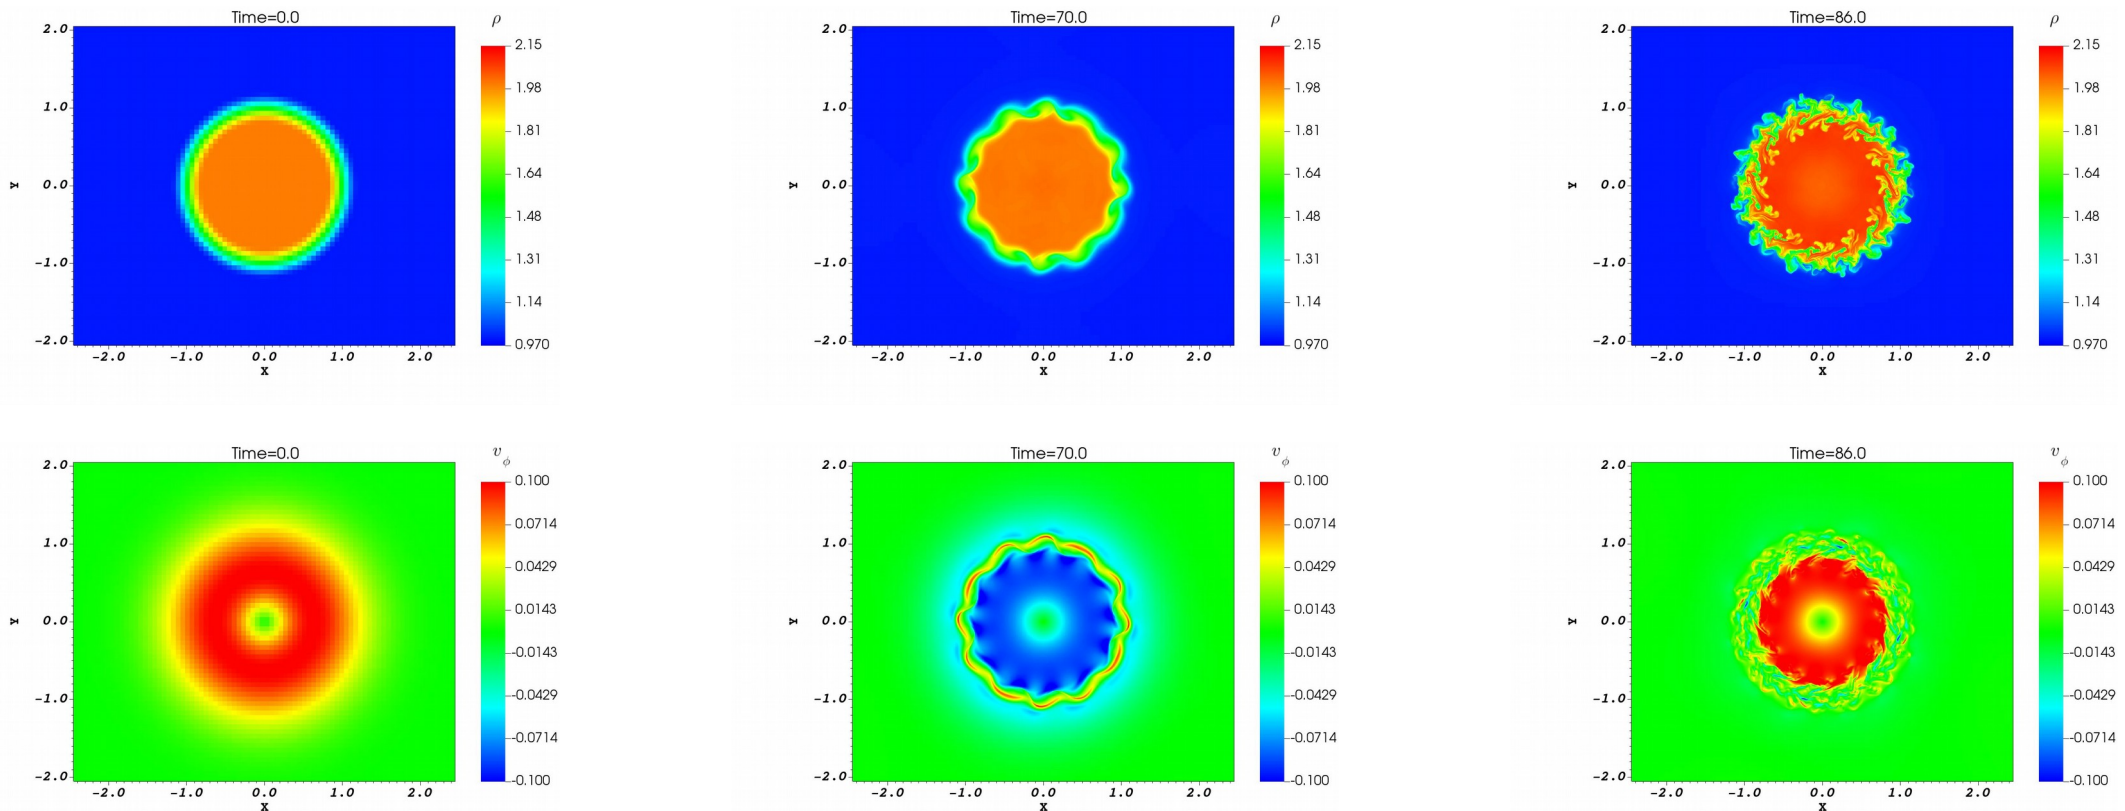 Time=0.0
ρ
2.0
1.0
0.0
-1.0
-2.0
Y
-2.0 -1.0 0.0 1.0 2.0
X
2.15
1.98
1.81
1.64
1.48
1.31
1.14
0.970
Time=70.0
ρ
2.0
1.0
0.0
-1.0
-2.0
Y
-2.0 -1.0 0.0 1.0 2.0
X
2.15
1.98
1.81
1.64
1.48
1.31
1.14
0.970
Time=86.0
ρ
2.0
1.0
0.0
-1.0
-2.0
Y
-2.0 -1.0 0.0 1.0 2.0
X
2.15
1.98
1.81
1.64
1.48
1.31
1.14
0.970
Time=0.0
vϕ
2.0
1.0
0.0
-1.0
-2.0
Y
-2.0 -1.0 0.0 1.0 2.0
X
0.100
0.0714
0.0429
0.0143
-0.0143
-0.0429
-0.0714
-0.100
Time=70.0
vϕ
2.0
1.0
0.0
-1.0
-2.0
Y
-2.0 -1.0 0.0 1.0 2.0
X
0.100
0.0714
0.0429
0.0143
-0.0143
-0.0429
-0.0714
-0.100
Time=86.0
vϕ
2.0
1.0
0.0
-1.0
-2.0
Y
-2.0 -1.0 0.0 1.0 2.0
X
0.100
0.0714
0.0429
0.0143
-0.0143
-0.0429
-0.0714
-0.100